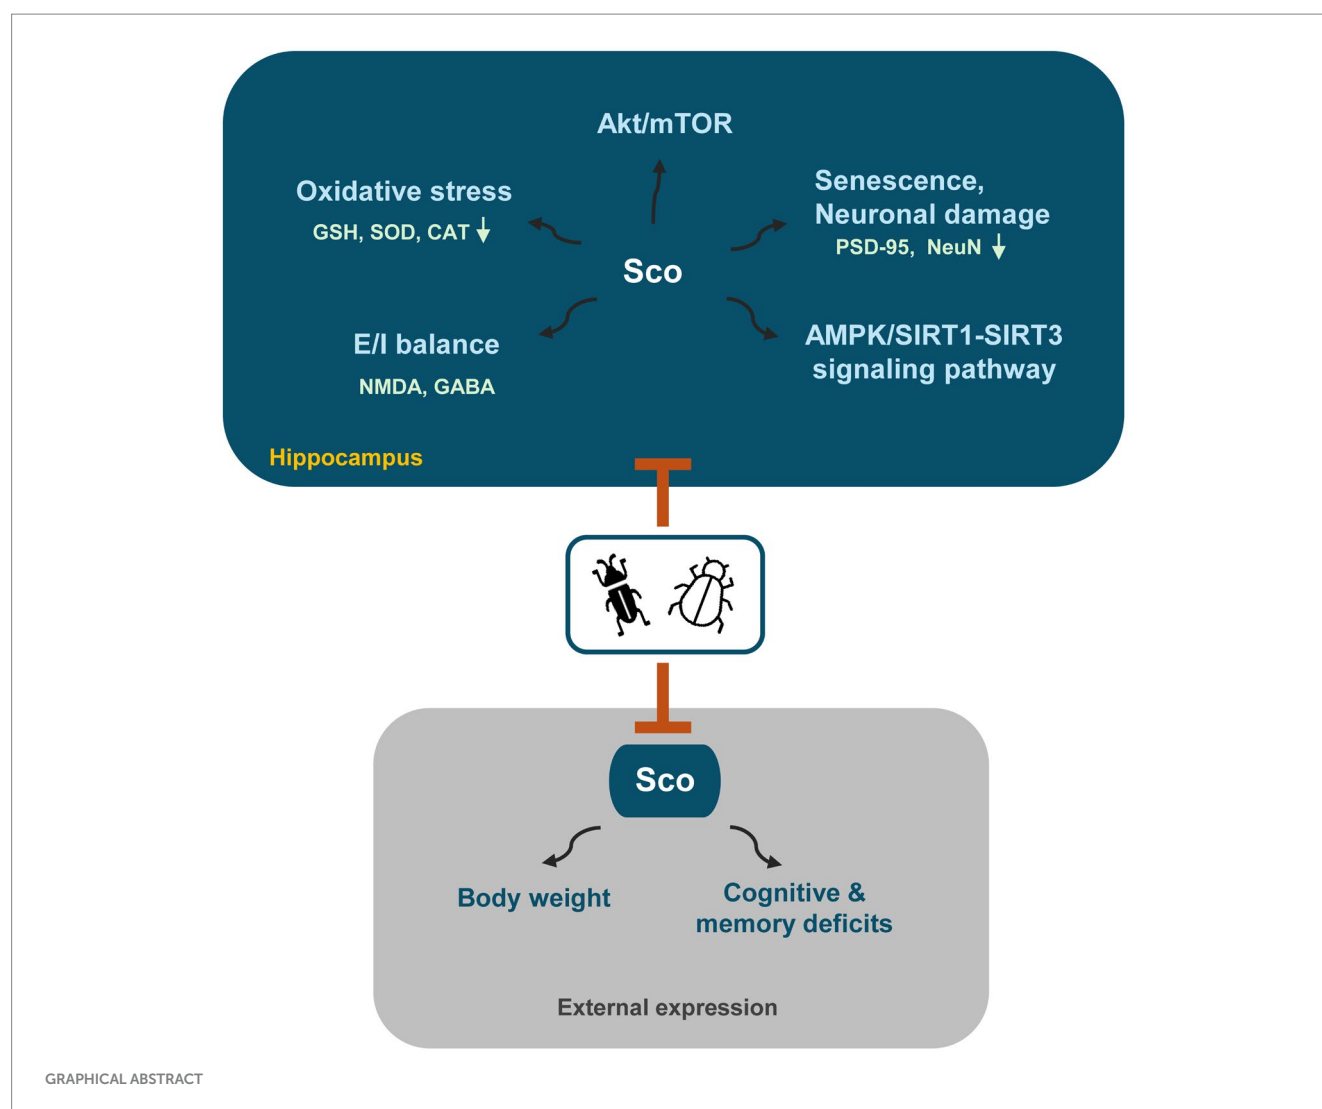 Akt/mTOR
Oxidative stress
GSH, SOD, CAT ↓
Senescence,
Neuronal damage
PSD-95, NeuN ↓
Sco
E/I balance
NMDA, GABA
AMPK/SIRT1-SIRT3
signaling pathway
Hippocampus
Sco
Body weight
Cognitive &
memory deficits
External expression
GRAPHICAL ABSTRACT